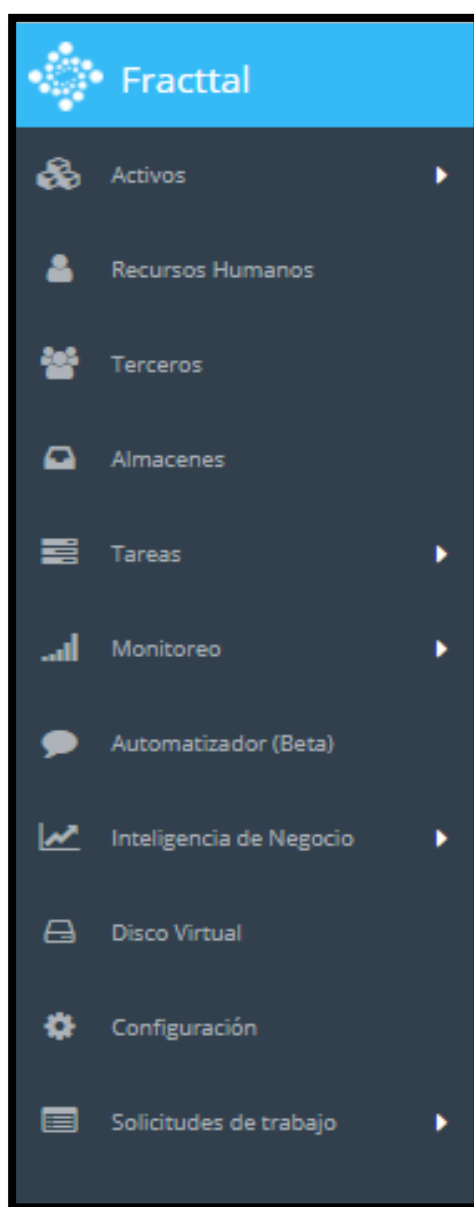 Fracttal
Activos
Recursos Humanos
Terceros
Almacenes
Tareas
Monitoreo
Automatizador (Beta)
Inteligencia de Negocio
Disco Virtual
Configuración
Solicitudes de trabajo